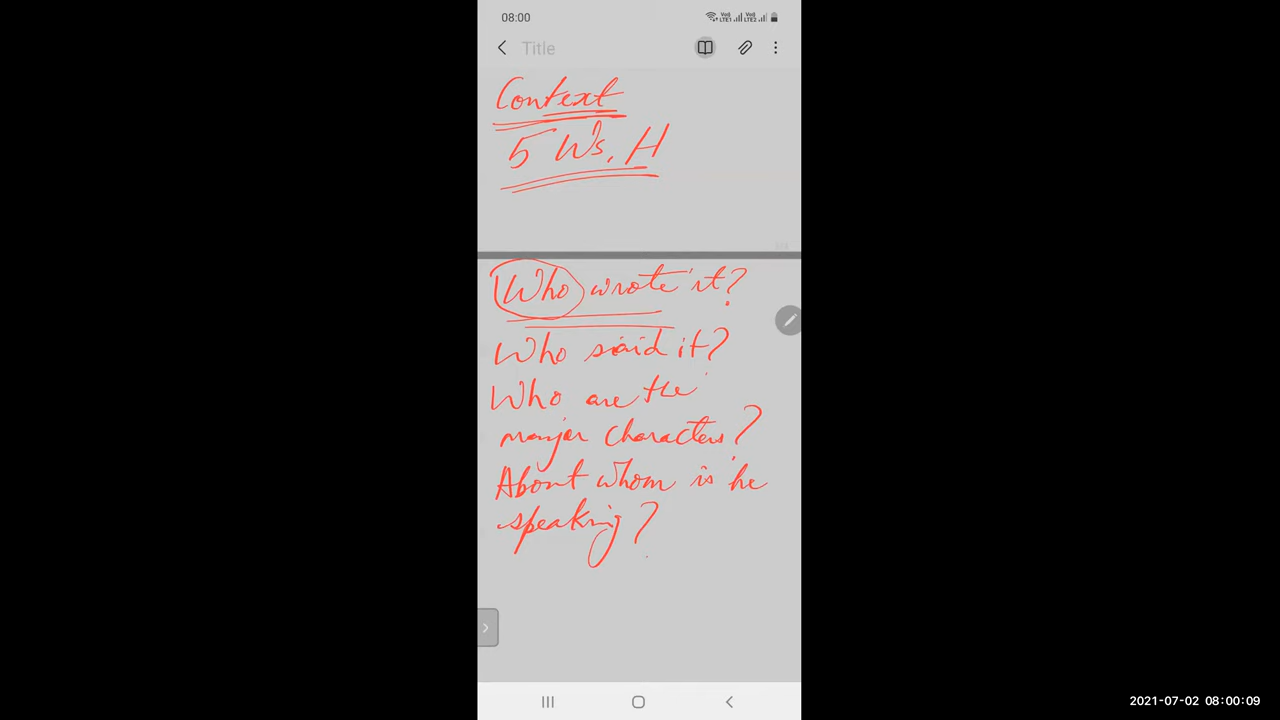 08:00
Title
Context
5 Ws, H
Who wrote it?
Who said it?
Who are the
major characters?
About whom is he
speaking?
2021-07-02 08:00:09